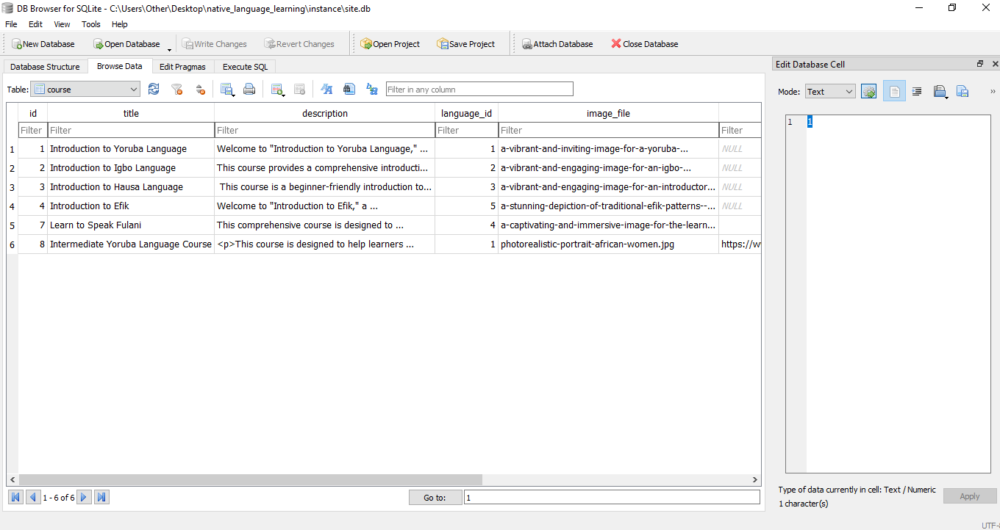 DB Browser for SQLite - C:\Users\Other\Desktop\native_language_learning\instance\site.db
File Edit View Tools Help
New Database Open Database Write Changes Revert Changes Open Project Save Project Attach Database Close Database
Database Structure Browse Data Edit Pragmas Execute SQL
Edit Database Cell
Table: course Filter in any column
Mode: Text
id title description language_id image_file
Filter Filter Filter Filter Filter Filter
1 1 Introduction to Yoruba Language Welcome to "Introduction to Yoruba Language," ... 1 a-vibrant-and-inviting-image-for-a-yoruba-... NULL
2 2 Introduction to Igbo Language This course provides a comprehensive introducti... 2 a-vibrant-and-engaging-image-for-an-igbo-... NULL
3 3 Introduction to Hausa Language This course is a beginner-friendly introduction to... 3 a-vibrant-and-engaging-image-for-an-introductor... NULL
4 4 Introduction to Efik Welcome to "Introduction to Efik," a ... 5 a-stunning-depiction-of-traditional-efik-patterns--... NULL
5 7 Learn to Speak Fulani This comprehensive course is designed to ... 4 a-captivating-and-immersive-image-for-the-learn...
6 8 Intermediate Yoruba Language Course <p>This course is designed to help learners ... 1 photorealistic-portrait-african-women.jpg https://w
1 1
1 - 6 of 6 Go to: 1
Type of data currently in cell: Text / Numeric
1 character(s)
Apply
UTF-